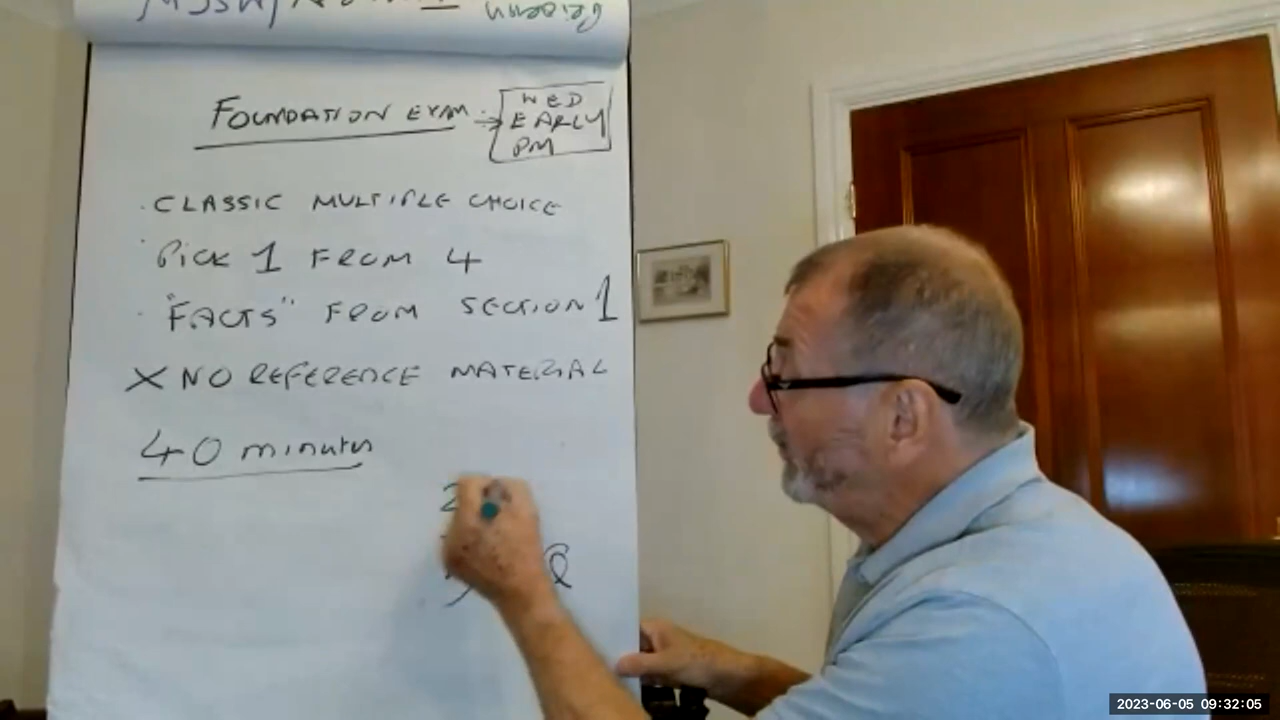 FOUNDATION EXAM → WED
EARLY
PM
· CLASSIC MULTIPLE CHOICE
· PICK 1 FROM 4
· "FACTS" FROM SECTION 1
X NO REFERENCE MATERIAL
40 minutes
2023-06-05 09:32:05